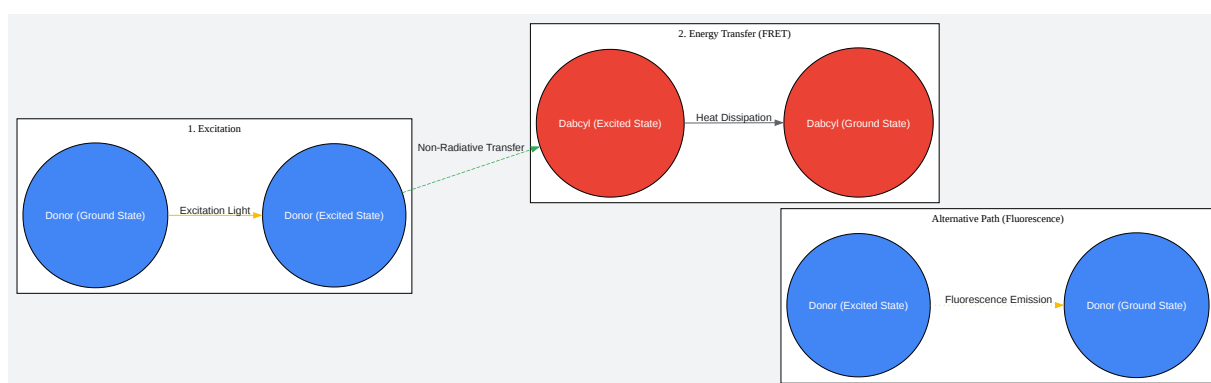 2. Energy Transfer (FRET)
Dabcyl (Excited State)
Heat Dissipation
Dabcyl (Ground State)
1. Excitation
Non-Radiative Transfer
Donor (Ground State)
Excitation Light
Donor (Excited State)
Alternative Path (Fluorescence)
Donor (Excited State)
Fluorescence Emission
Donor (Ground State)